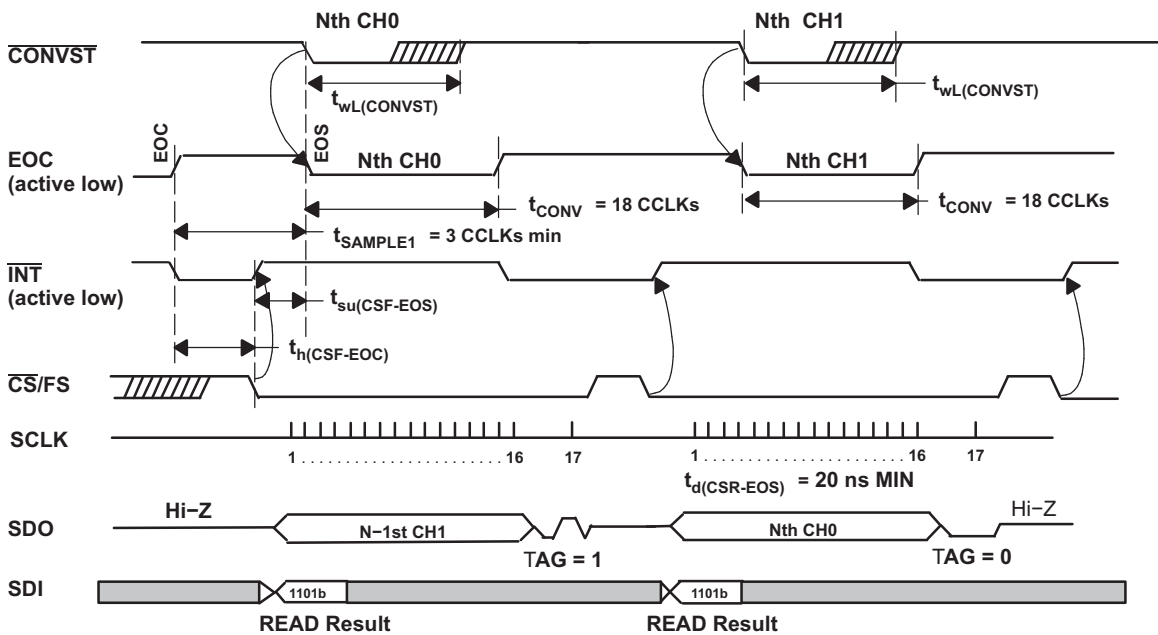 Nth CH0 Nth CH1
CONVST
twL(CONVST) twL(CONVST)
EOC EOS
EOC Nth CH0 Nth CH1
(active low)
tCONV = 18 CCLKs tCONV = 18 CCLKs
tSAMPLE1 = 3 CCLKs min
INT
(active low)
tsu(CSF-EOS)
th(CSF-EOC)
CS/FS
SCLK
1 . . . . . . . . . . . . . . . . . . . . 16 17 1 . . . . . . . . . . . . . . . . . . . . 16 17
td(CSR-EOS) = 20 ns MIN
Hi−Z Hi−Z
SDO N−1st CH1 Nth CH0
TAG = 1 TAG = 0
SDI 1101b 1101b
READ Result READ Result